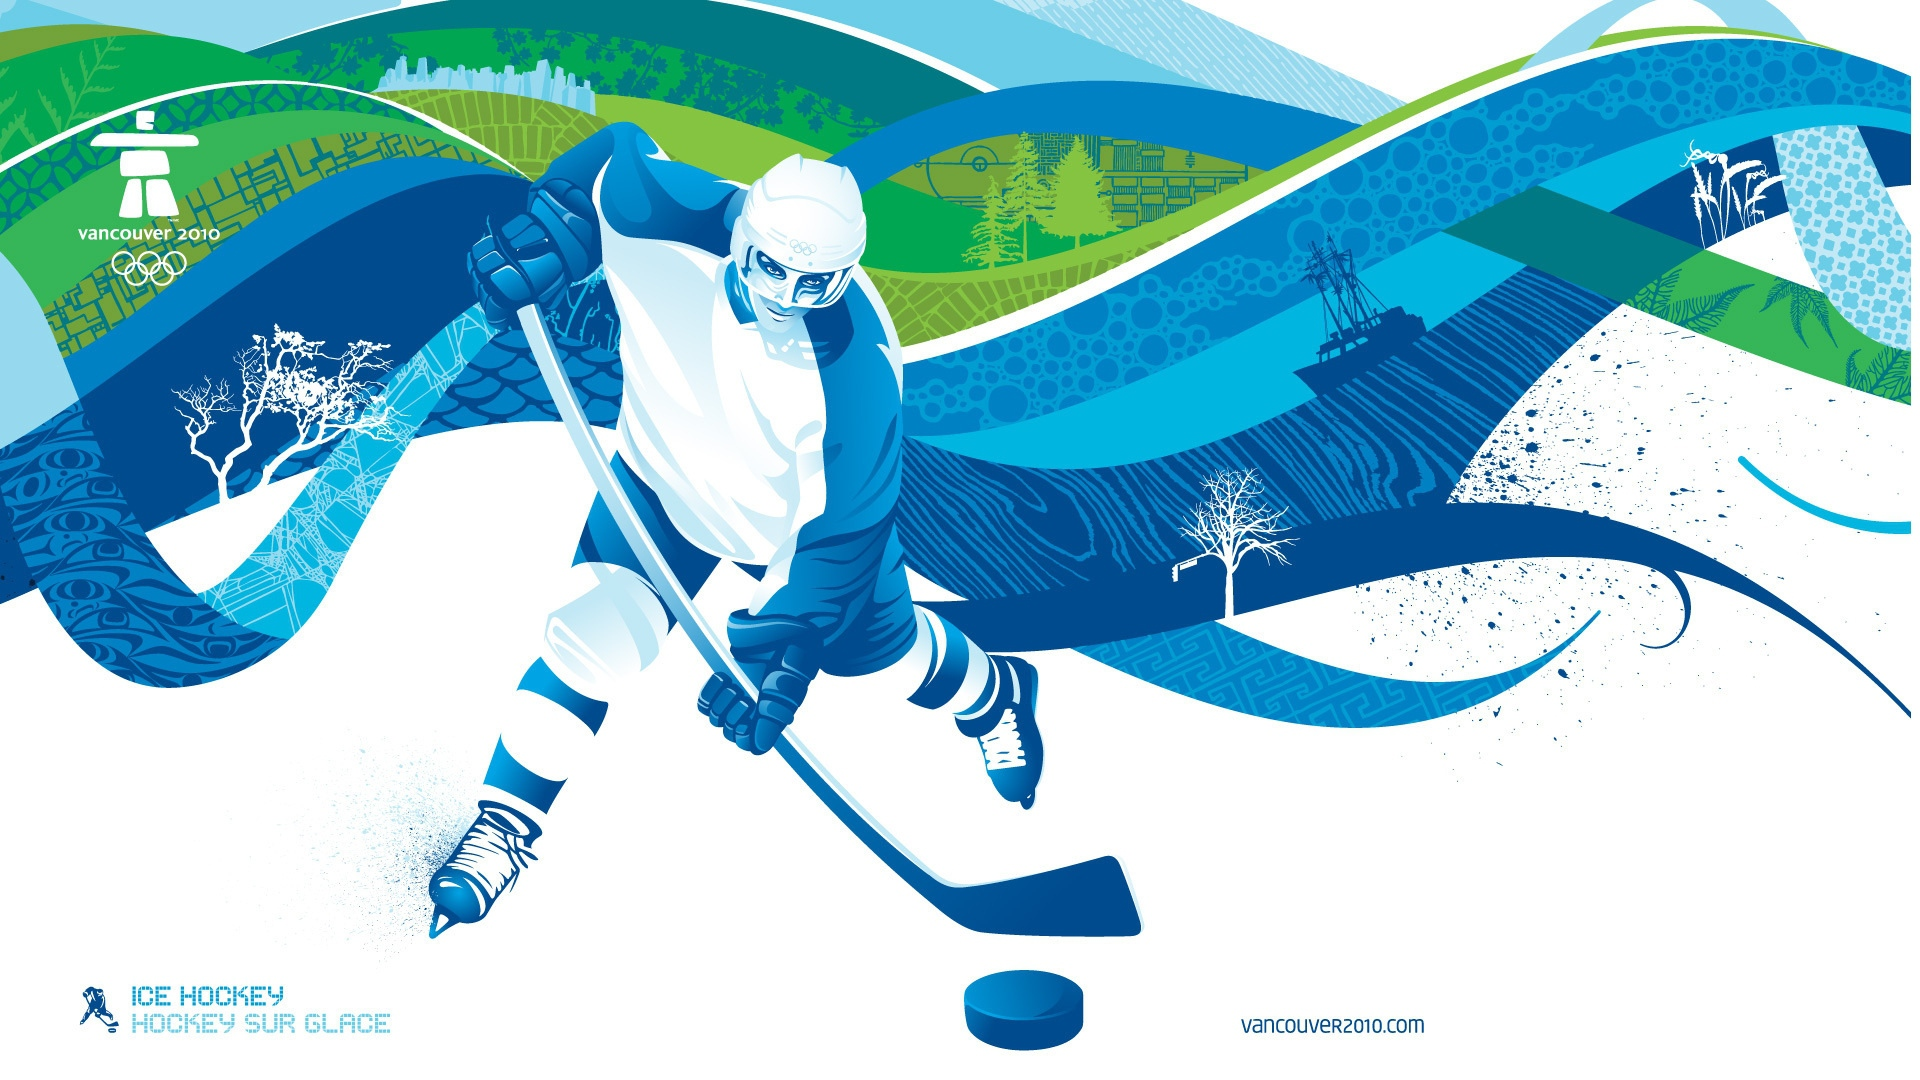 vancouver 2010
ICE HOCKEY
HOCKEY SUR GLACE
vancouver2010.com